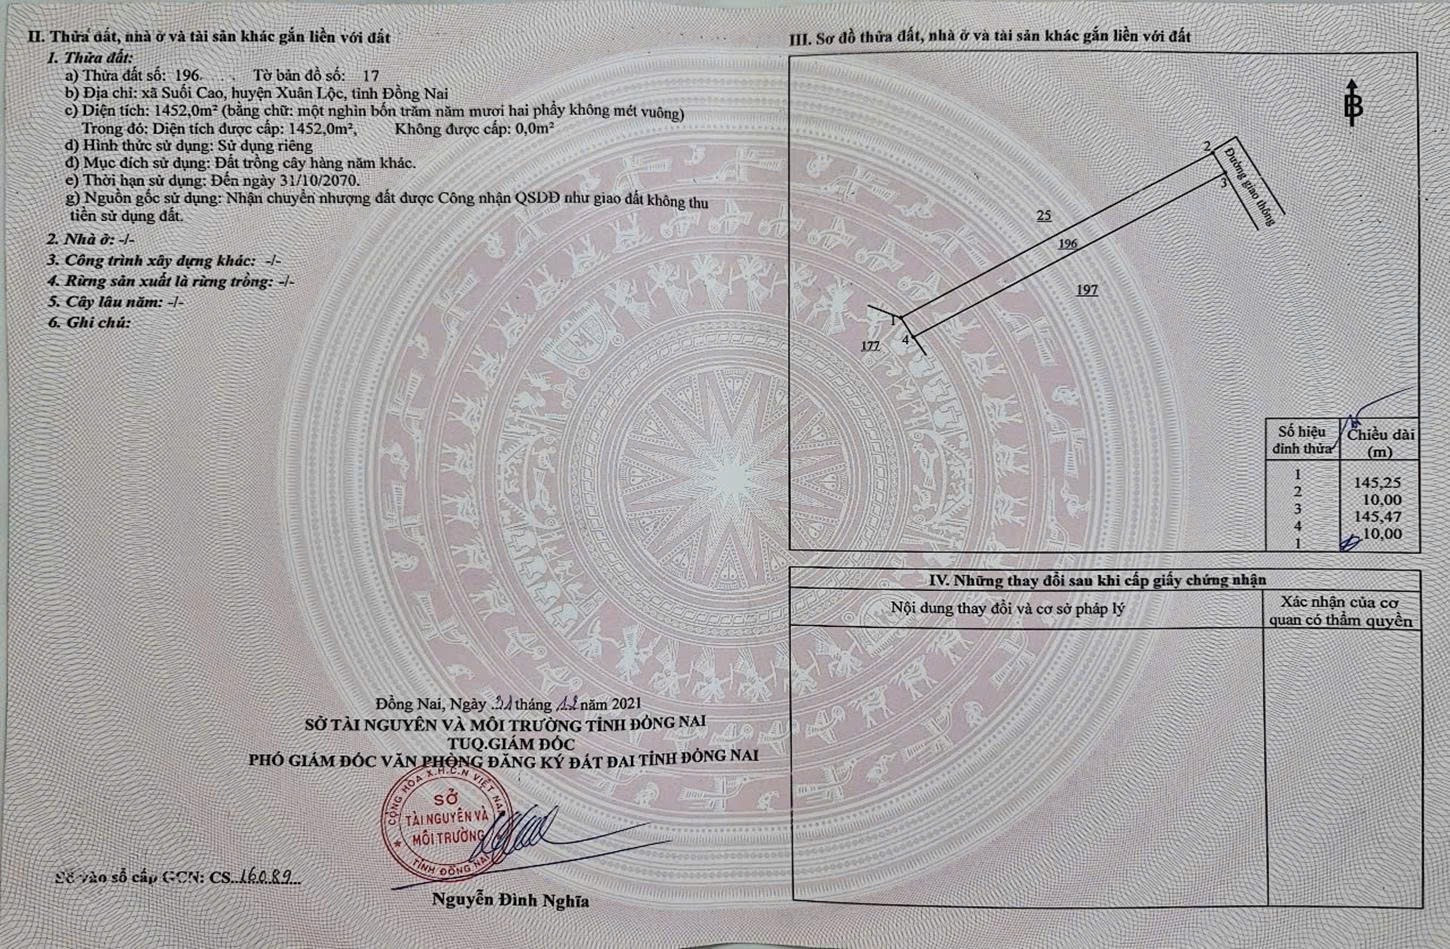 II. Thửa đất, nhà ở và tài sản khác gắn liền với đất
1. Thửa đất:
a) Thửa đất số: 196 Tờ bản đồ số: 17
b) Địa chỉ: xã Suối Cao, huyện Xuân Lộc, tỉnh Đồng Nai
c) Diện tích: 1452,0m² (bằng chữ: một nghìn bốn trăm năm mươi hai phẩy không mét vuông)
Trong đó: Diện tích được cấp: 1452,0m², Không được cấp: 0,0m²
d) Hình thức sử dụng: Sử dụng riêng
đ) Mục đích sử dụng: Đất trồng cây hàng năm khác.
e) Thời hạn sử dụng: Đến ngày 31/10/2070.
g) Nguồn gốc sử dụng: Nhận chuyển nhượng đất được Công nhận QSDĐ như giao đất không thu
tiền sử dụng đất.
2. Nhà ở: -/-
3. Công trình xây dựng khác: -/-
4. Rừng sản xuất là rừng trồng: -/-
5. Cây lâu năm: -/-
6. Ghi chú:
Đồng Nai, Ngày tháng 12 năm 2021
SỞ TÀI NGUYÊN VÀ MÔI TRƯỜNG TỈNH ĐỒNG NAI
TUQ.GIÁM ĐỐC
PHÓ GIÁM ĐỐC VĂN PHÒNG ĐĂNG KÝ ĐẤT ĐAI TỈNH ĐỒNG NAI
CỘNG HÒA X.H.C.N VIỆT NAM
SỞ
TÀI NGUYÊN VÀ
MÔI TRƯỜNG
TỈNH ĐỒNG NAI
Nguyễn Đình Nghĩa
Số vào sổ cấp GCN: CS 16089
III. Sơ đồ thửa đất, nhà ở và tài sản khác gắn liền với đất
B
2
3
Đường giao thông
25
196
197
1
4
177
Số hiệu đỉnh thửa Chiều dài (m)
1
145,25
2
10,00
3
145,47
4
10,00
1
IV. Những thay đổi sau khi cấp giấy chứng nhận
Nội dung thay đổi và cơ sở pháp lý
Xác nhận của cơ
quan có thẩm quyền